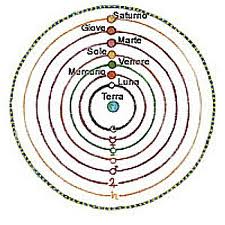 Saturno
Giove
Marte
Sole
Venere
Mercurio
Luna
Terra